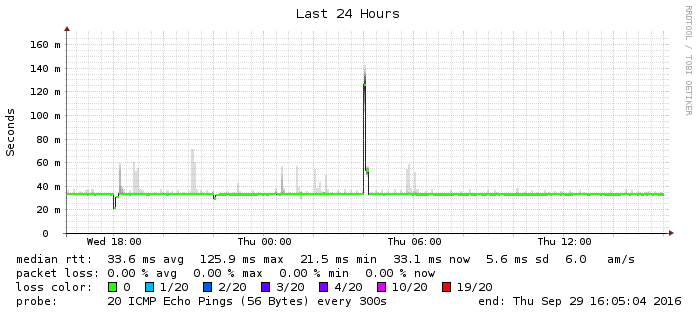 Last 24 Hours
RRDTOOL / TOBI OETIKER
Seconds
160 m
140 m
120 m
100 m
80 m
60 m
40 m
20 m
0
Wed 18:00 Thu 00:00 Thu 06:00 Thu 12:00
median rtt: 33.6 ms avg 125.9 ms max 21.5 ms min 33.1 ms now 5.6 ms sd 6.0 am/s
packet loss: 0.00 % avg 0.00 % max 0.00 % min 0.00 % now
loss color: 0 1/20 2/20 3/20 4/20 10/20 19/20
probe: 20 ICMP Echo Pings (56 Bytes) every 300s end: Thu Sep 29 16:05:04 2016